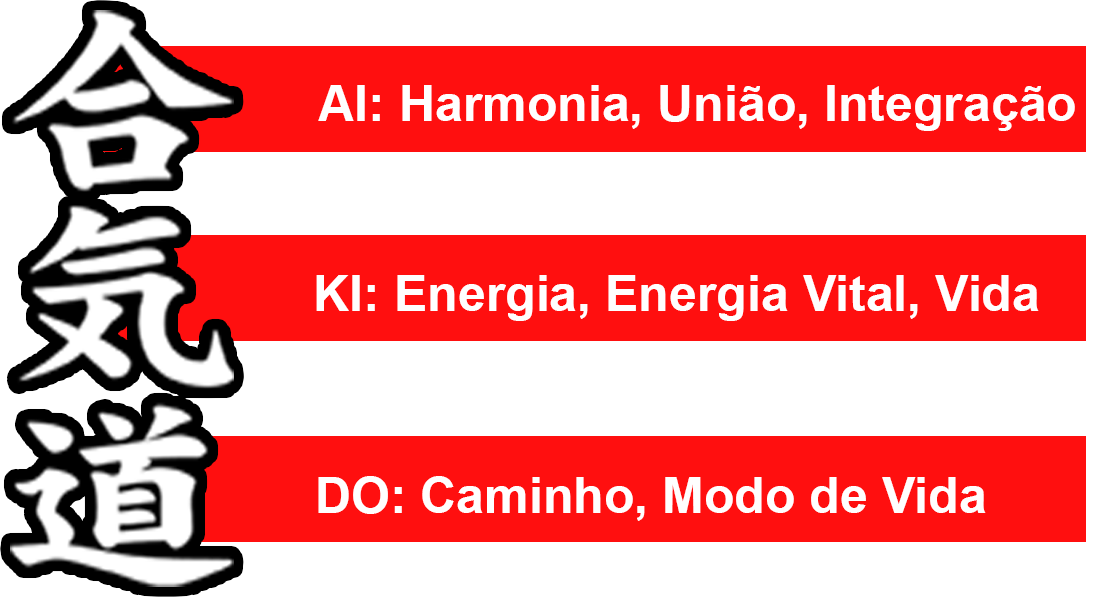 合 AI: Harmonia, União, Integração
気 KI: Energia, Energia Vital, Vida
道 DO: Caminho, Modo de Vida